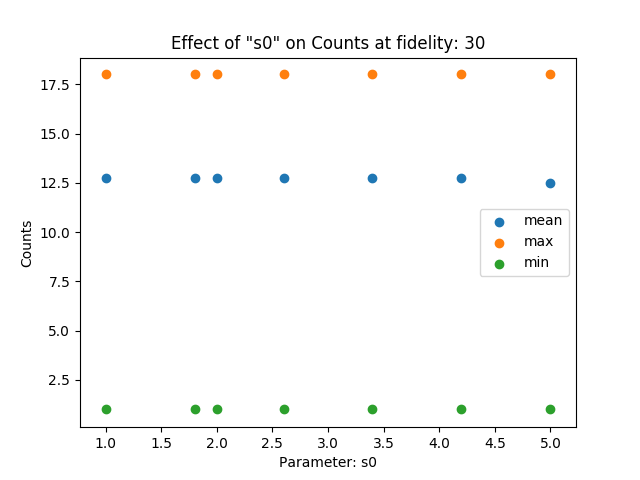 Effect of "s0" on Counts at fidelity: 30
17.5
15.0
12.5
10.0
7.5
5.0
2.5
Counts
mean
max
min
1.0 1.5 2.0 2.5 3.0 3.5 4.0 4.5 5.0
Parameter: s0